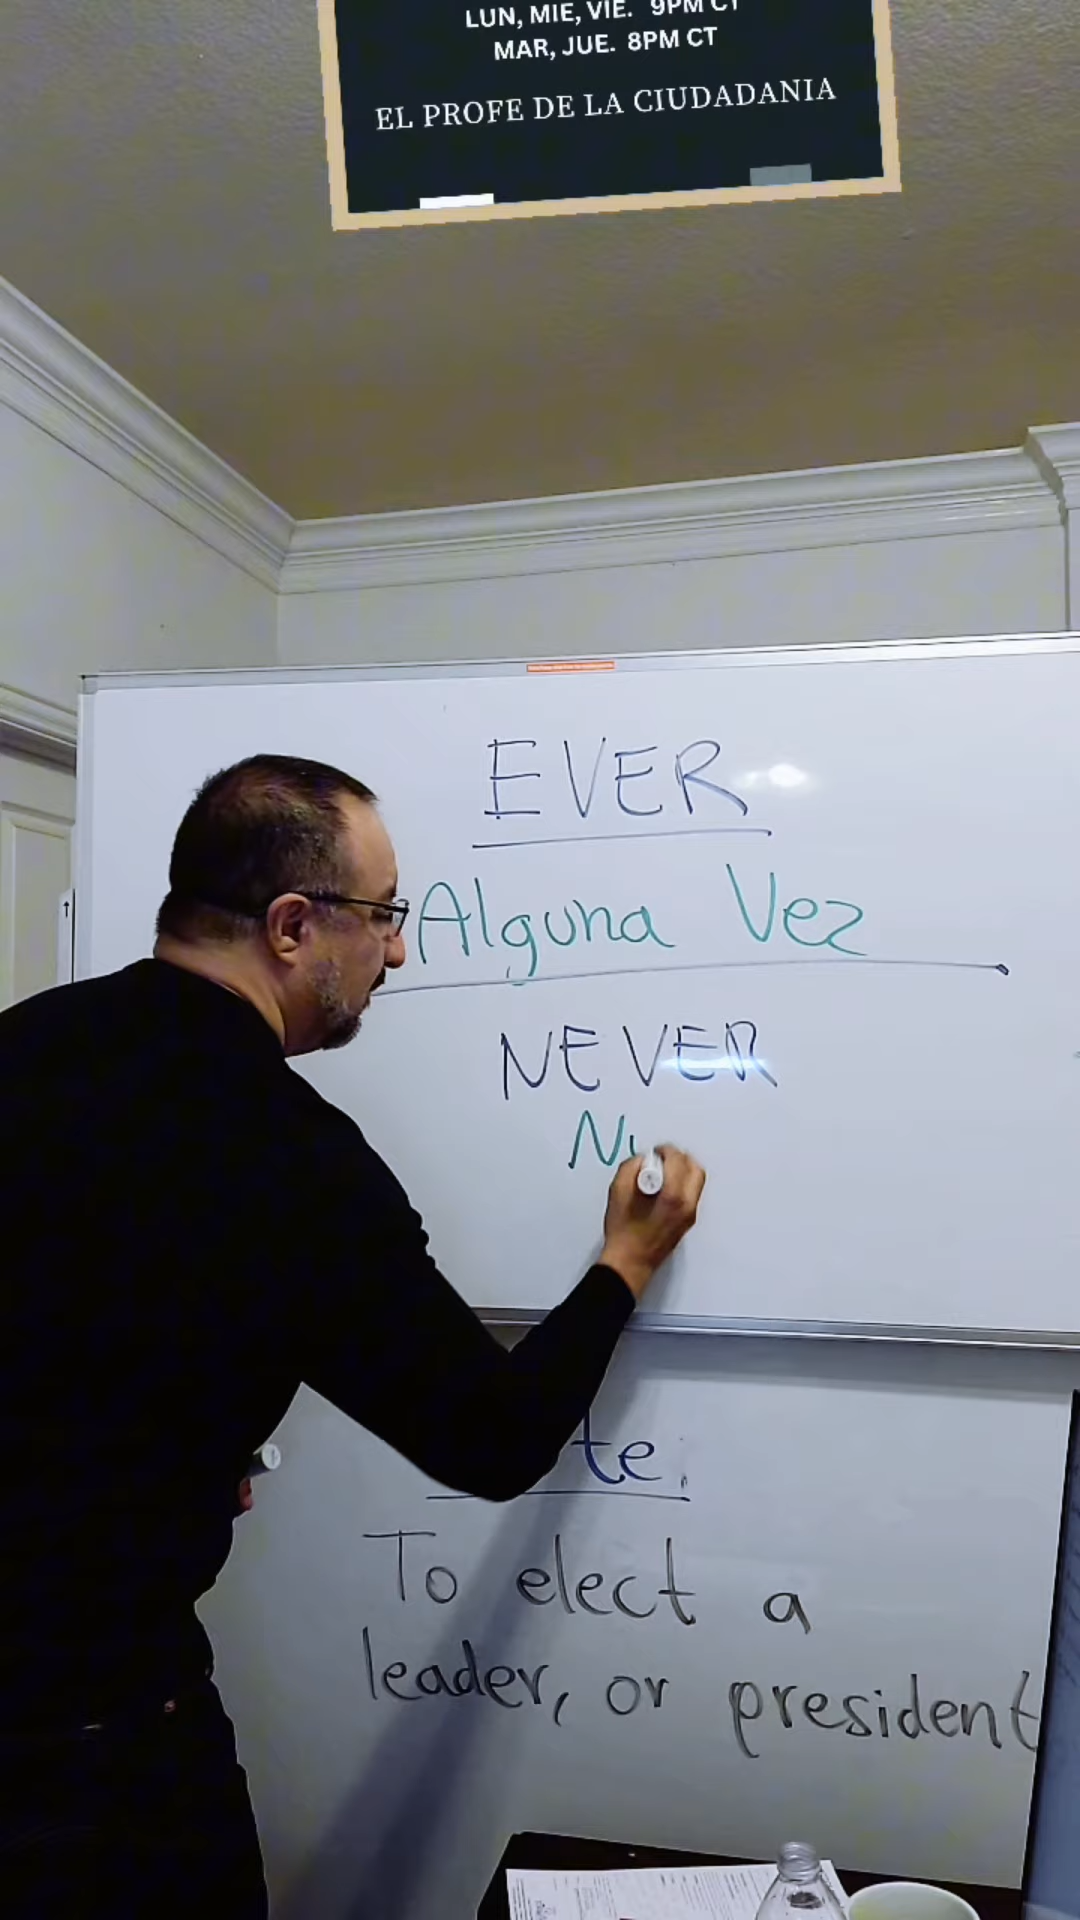 LUN, MIE, VIE. 9PM CT
MAR, JUE. 8PM CT
EL PROFE DE LA CIUDADANIA
EVER
Alguna Vez
NEVER
Nu
te.
To elect a
leader, or president